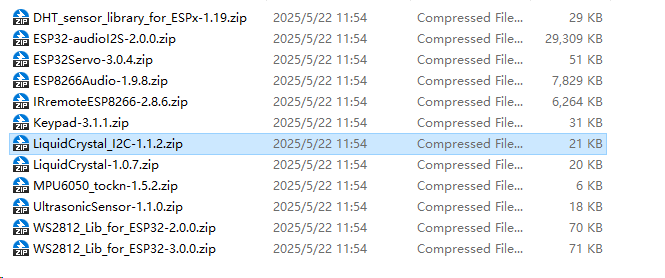 DHT_sensor_library_for_ESPx-1.19.zip 2025/5/22 11:54 Compressed File... 29 KB
ESP32-audioI2S-2.0.0.zip 2025/5/22 11:54 Compressed File... 29,309 KB
ESP32Servo-3.0.4.zip 2025/5/22 11:54 Compressed File... 51 KB
ESP8266Audio-1.9.8.zip 2025/5/22 11:54 Compressed File... 7,829 KB
IRremoteESP8266-2.8.6.zip 2025/5/22 11:54 Compressed File... 6,264 KB
Keypad-3.1.1.zip 2025/5/22 11:54 Compressed File... 31 KB
LiquidCrystal_I2C-1.1.2.zip 2025/5/22 11:54 Compressed File... 21 KB
LiquidCrystal-1.0.7.zip 2025/5/22 11:54 Compressed File... 20 KB
MPU6050_tockn-1.5.2.zip 2025/5/22 11:54 Compressed File... 6 KB
UltrasonicSensor-1.1.0.zip 2025/5/22 11:54 Compressed File... 18 KB
WS2812_Lib_for_ESP32-2.0.0.zip 2025/5/22 11:54 Compressed File... 70 KB
WS2812_Lib_for_ESP32-3.0.0.zip 2025/5/22 11:54 Compressed File... 71 KB